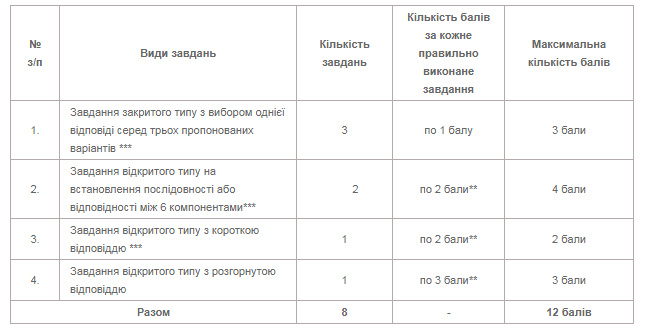 №
з/п
Види завдань
Кількість
завдань
Кількість балів
за кожне
правильно
виконане
завдання
Максимальна
кількість балів
1.
Завдання закритого типу з вибором однієї
відповіді серед трьох пропонованих
варіантів ***
3
по 1 балу
3 бали
2.
Завдання відкритого типу на
встановлення послідовності або
відповідності між 6 компонентами***
2
по 2 бали**
4 бали
3.
Завдання відкритого типу з короткою
відповіддю ***
1
по 2 бали**
2 бали
4.
Завдання відкритого типу з розгорнутою
відповіддю
1
по 3 бали**
3 бали
Разом
8
-
12 балів